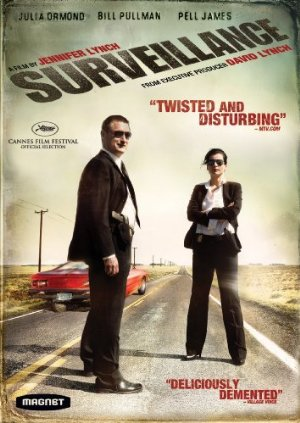 JULIA ORMOND BILL PULLMAN PELL JAMES
A FILM BY JENNIFER LYNCH
SURVEILLANCE
FROM EXECUTIVE PRODUCER DAVID LYNCH
"TWISTED AND
DISTURBING"
- MTV.COM
CANNES FILM FESTIVAL
OFFICIAL SELECTION
"DELICIOUSLY
DEMENTED"
- VILLAGE VOICE
MAGNET